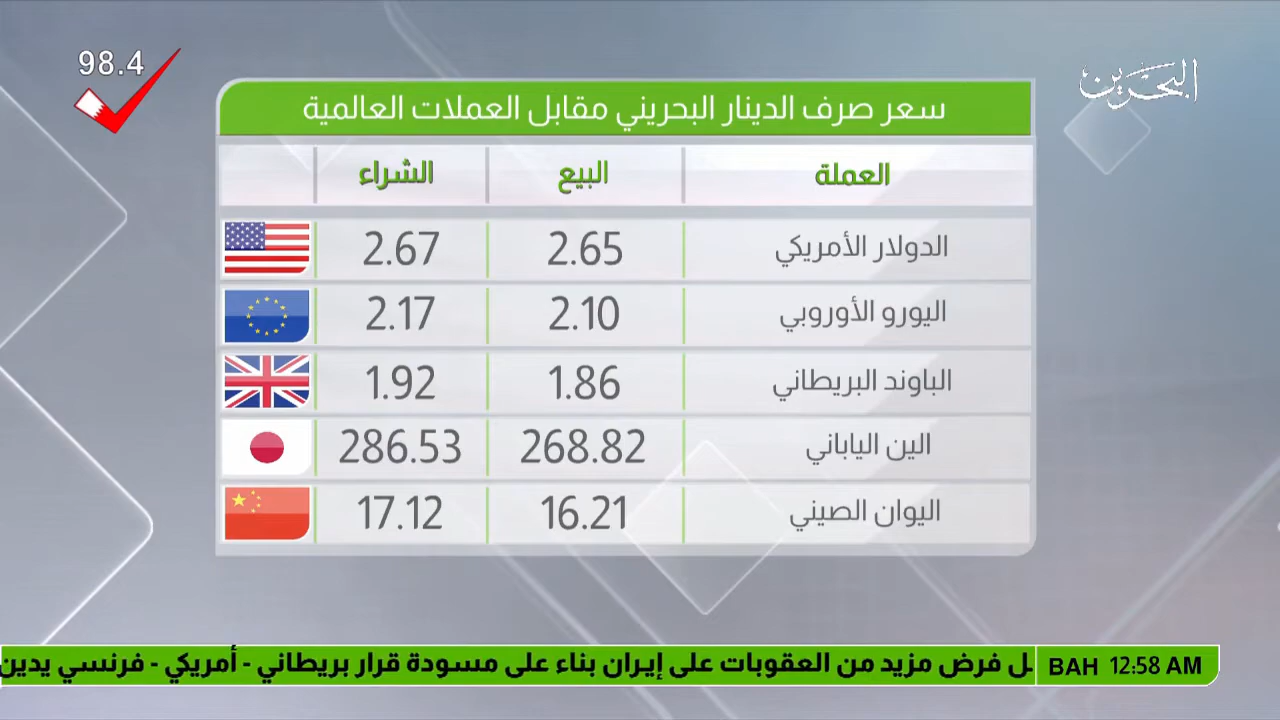 98.4
البحرين
سعر صرف الدينار البحريني مقابل العملات العالمية
العملة البيع الشراء
الدولار الأمريكي 2.65 2.67
اليورو الأوروبي 2.10 2.17
الباوند البريطاني 1.86 1.92
الين الياباني 268.82 286.53
اليوان الصيني 16.21 17.12
BAH 12:58 AM
ل فرض مزيد من العقوبات على إيران بناء على مسودة قرار بريطاني - أمريكي - فرنسي يدين